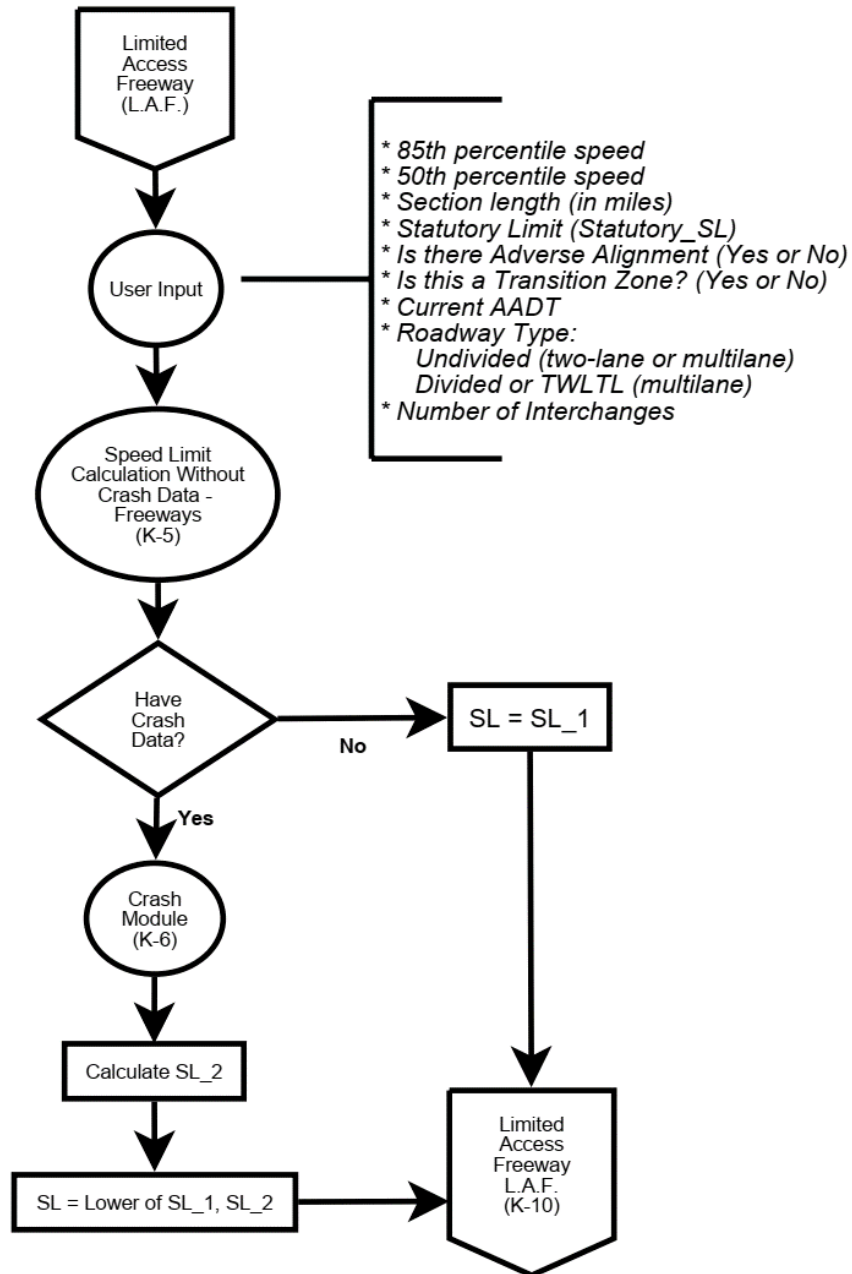 Limited
Access
Freeway
(L.A.F.)
User Input
* 85th percentile speed
* 50th percentile speed
* Section length (in miles)
* Statutory Limit (Statutory_SL)
* Is there Adverse Alignment (Yes or No)
* Is this a Transition Zone? (Yes or No)
* Current AADT
* Roadway Type:
Undivided (two-lane or multilane)
Divided or TWLTL (multilane)
* Number of Interchanges
Speed Limit
Calculation Without
Crash Data -
Freeways
(K-5)
Have
Crash
Data?
No
SL = SL_1
Yes
Crash
Module
(K-6)
Calculate SL_2
SL = Lower of SL_1, SL_2
Limited
Access
Freeway
L.A.F.
(K-10)